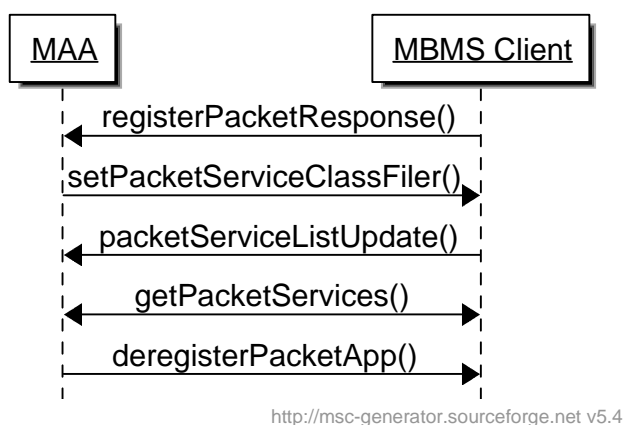 MAA
MBMS Client
registerPacketResponse()
setPacketServiceClassFiler()
packetServiceListUpdate()
getPacketServices()
deregisterPacketApp()
http://msc-generator.sourceforge.net v5.4